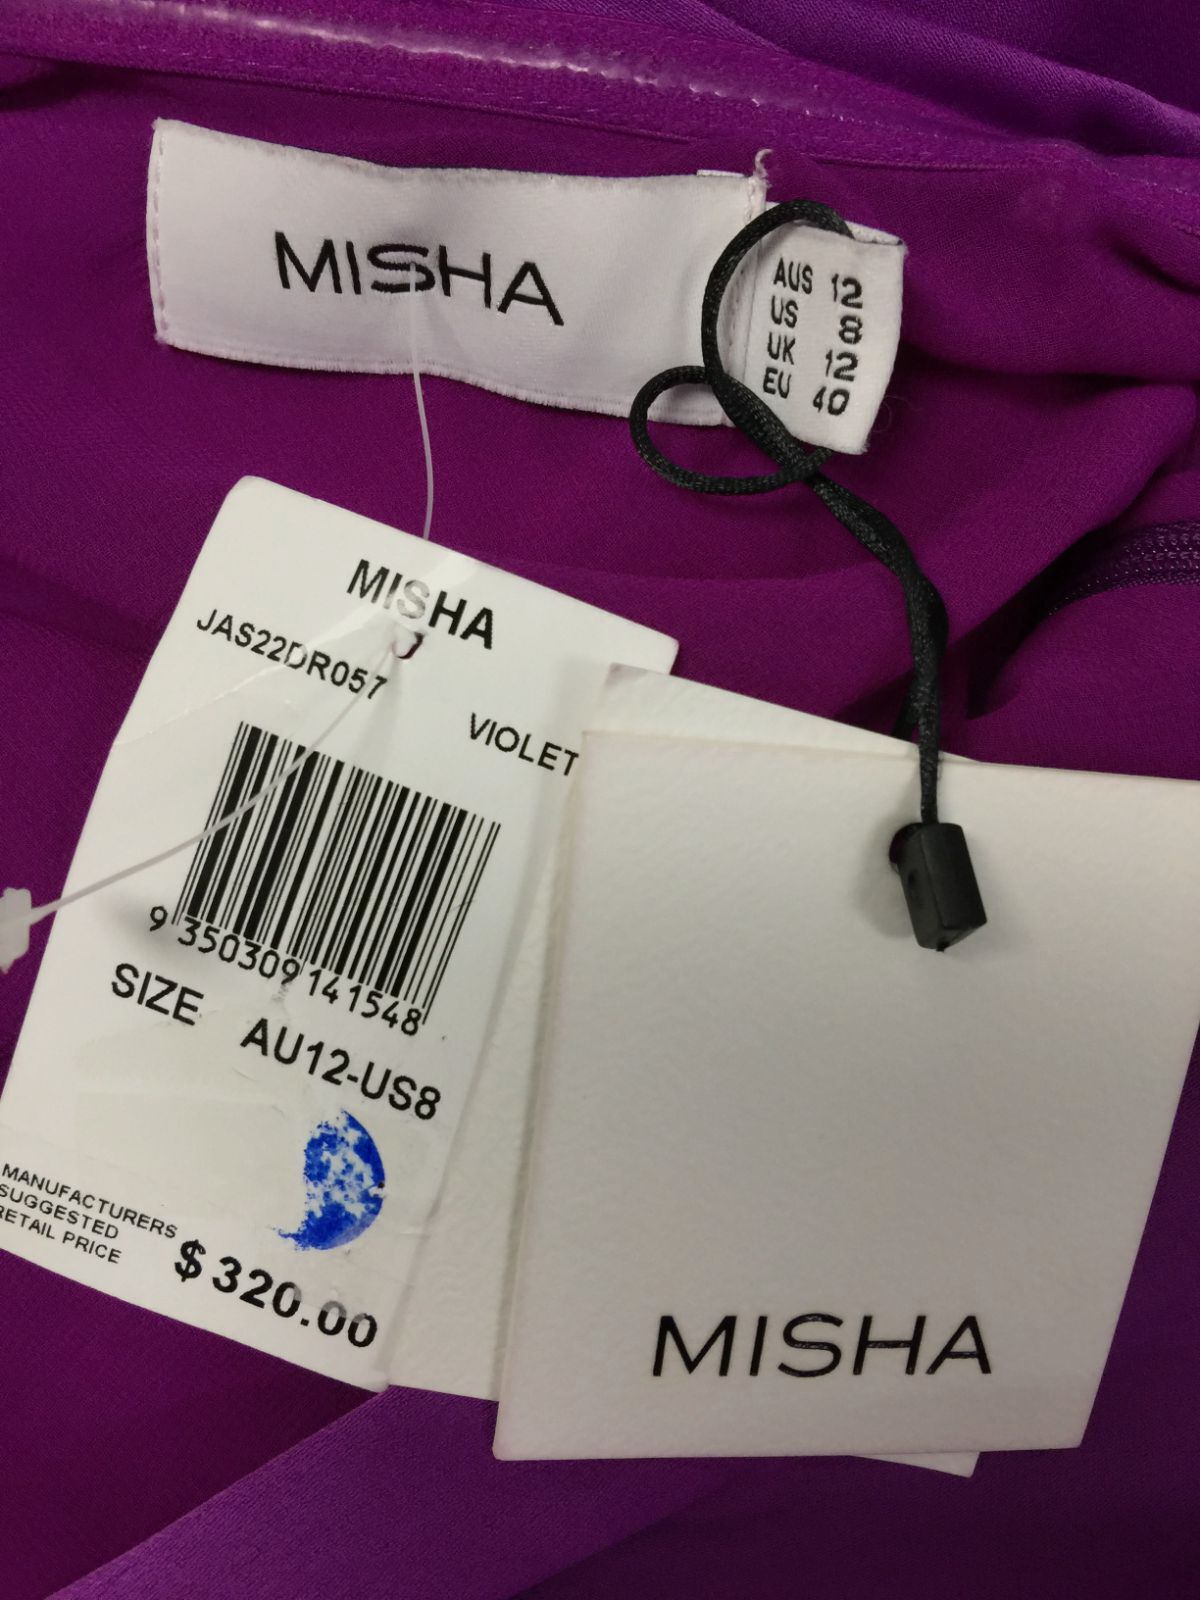 MISHA
AUS 12
US 8
UK 12
EU 40
MISHA
JAS22DR057
VIOLET
9 350309 141548
SIZE AU12-US8
MANUFACTURERS
SUGGESTED
RETAIL PRICE
$320.00
MISHA